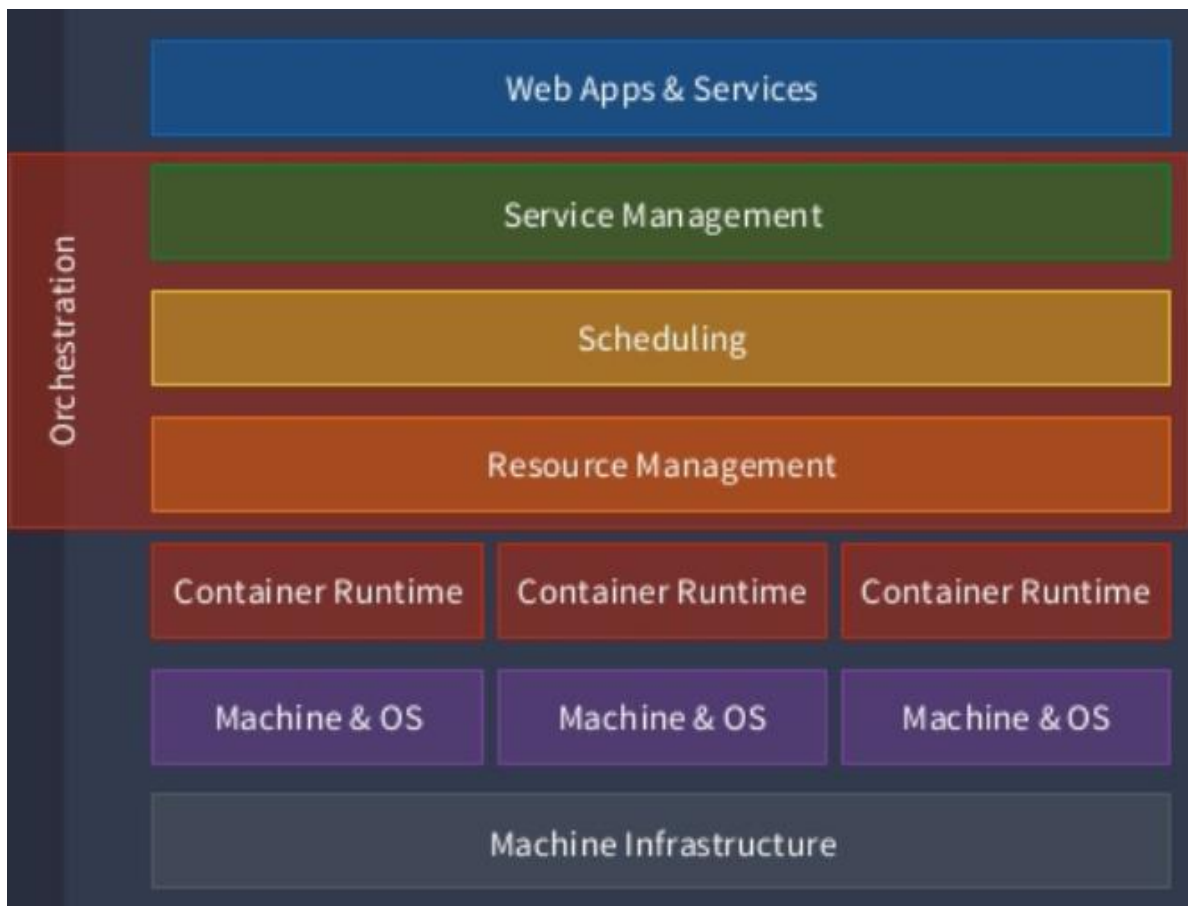 Web Apps & Services
Orchestration
Service Management
Scheduling
Resource Management
Container Runtime
Container Runtime
Container Runtime
Machine & OS
Machine & OS
Machine & OS
Machine Infrastructure